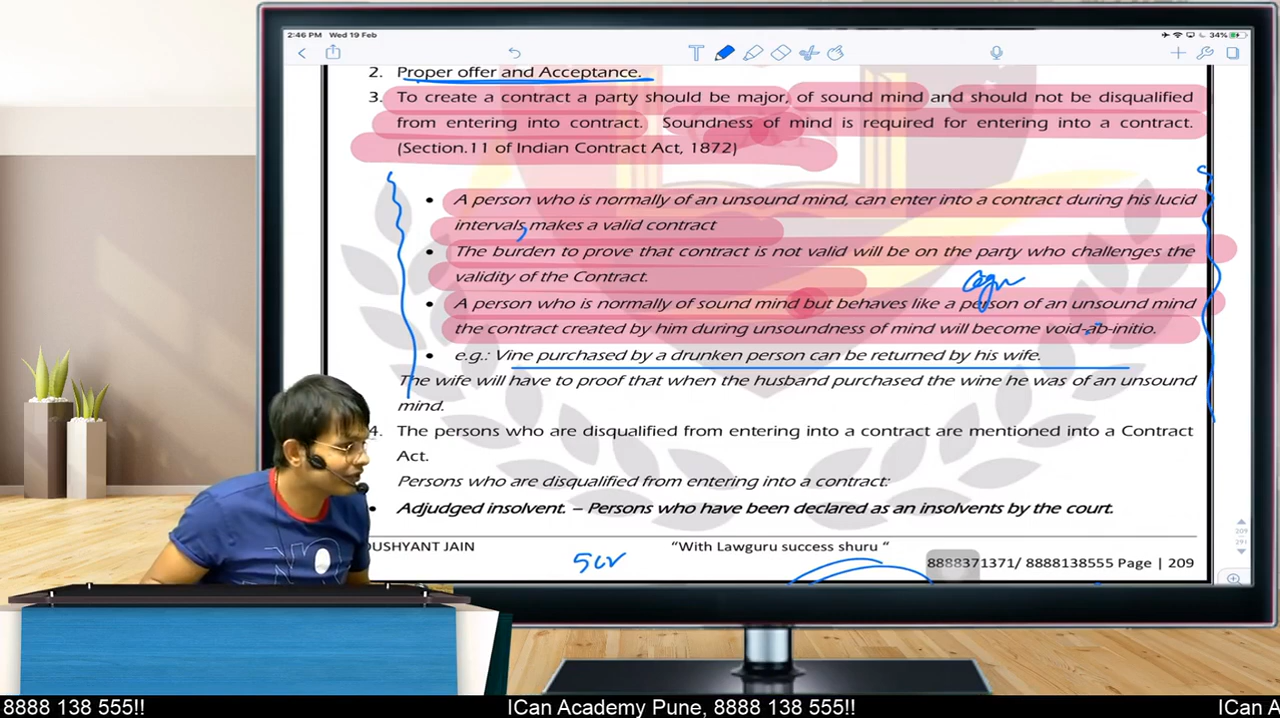 2:46 PM Wed 19 Feb
34%
T
2. Proper offer and Acceptance.
3. To create a contract a party should be major, of sound mind and should not be disqualified
from entering into contract. Soundness of mind is required for entering into a contract.
(Section.11 of Indian Contract Act, 1872)
• A person who is normally of an unsound mind, can enter into a contract during his lucid
intervals, makes a valid contract
• The burden to prove that contract is not valid will be on the party who challenges the
validity of the Contract.
• A person who is normally of sound mind but behaves like a person of an unsound mind
the contract created by him during unsoundness of mind will become void-ab-initio.
• e.g.: Vine purchased by a drunken person can be returned by his wife.
The wife will have to proof that when the husband purchased the wine he was of an unsound
mind.
4. The persons who are disqualified from entering into a contract are mentioned into a Contract
Act.
Persons who are disqualified from entering into a contract:
• Adjudged insolvent. – Persons who have been declared as an insolvents by the court.
OUSHYANT JAIN "With Lawguru success shuru " 8888371371/ 8888138555 Page | 209
209
291
8888 138 555!! ICan Academy Pune, 8888 138 555!! ICan A